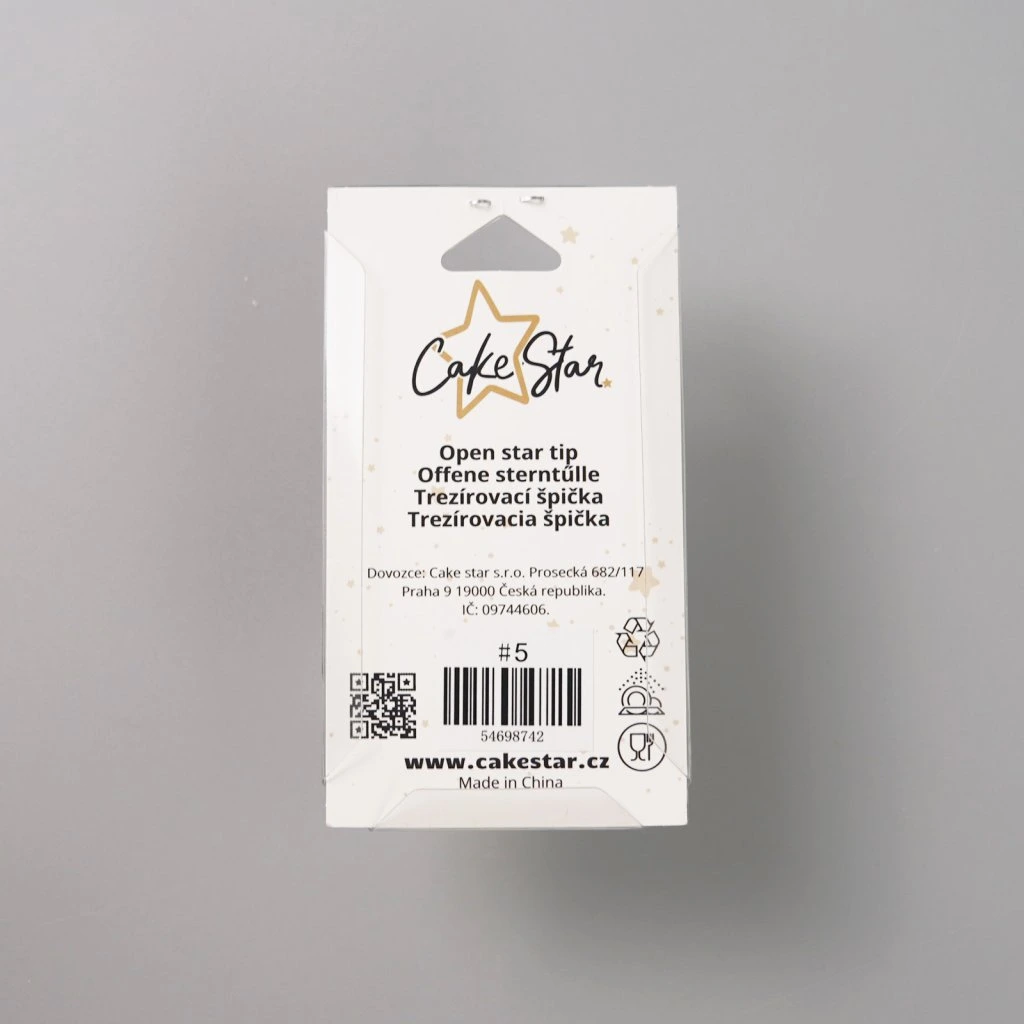 Cake Star
Open star tip
Offene sterntűlle
Trezírovací špička
Trezírovacia špička
Dovozce: Cake star s.r.o. Prosecká 682/117
Praha 9 19000 Česká republika.
IČ: 09744606.
#5
54698742
www.cakestar.cz
Made in China